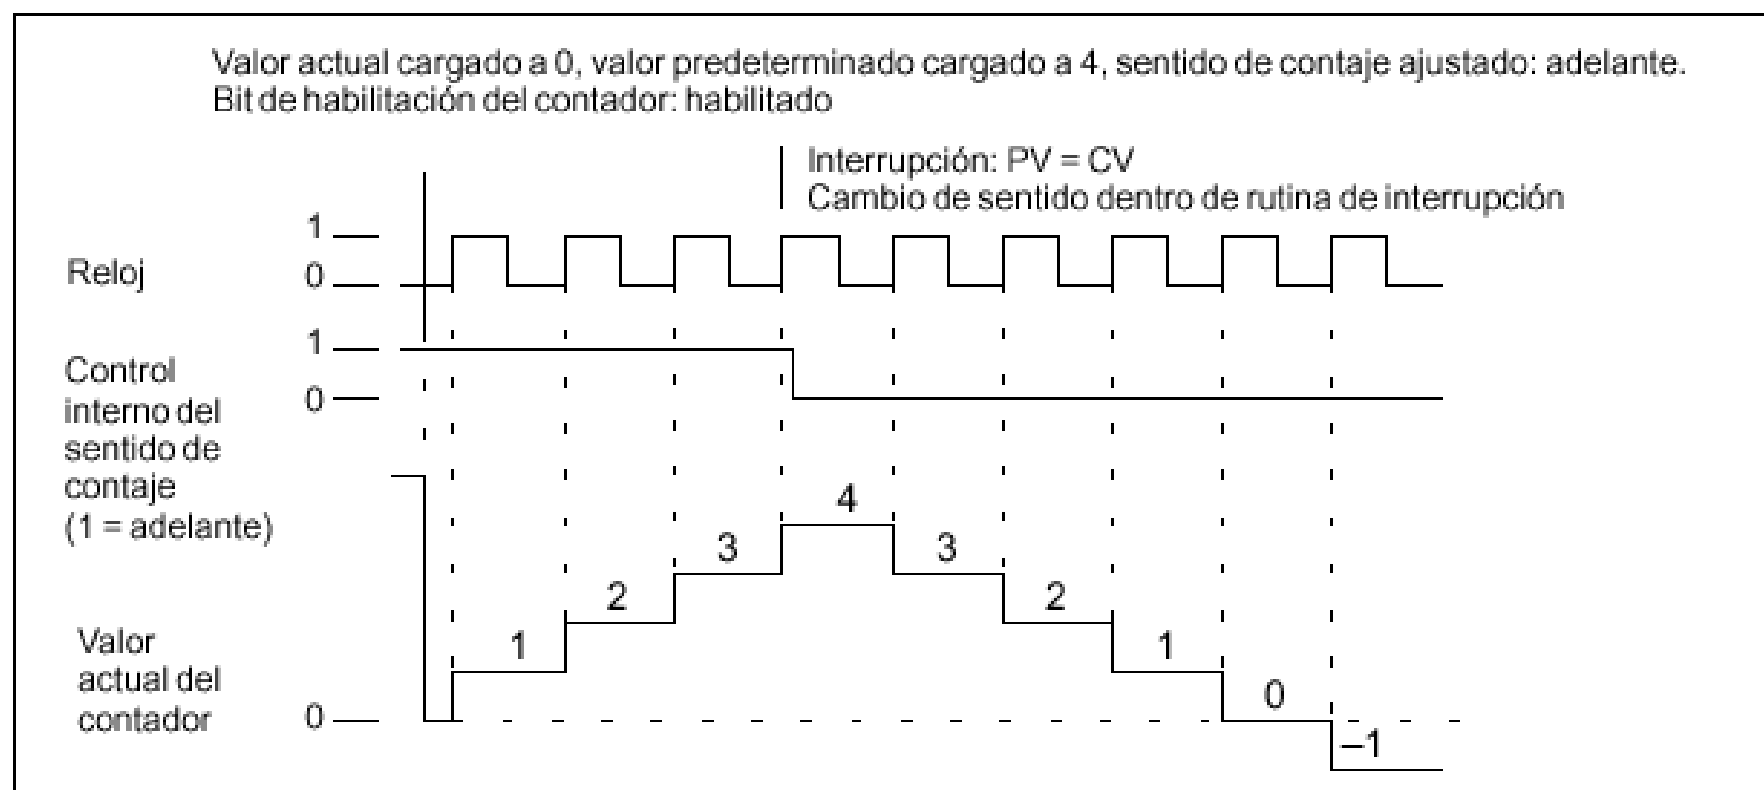 Valor actual cargado a 0, valor predeterminado cargado a 4, sentido de contaje ajustado: adelante.
Bit de habilitación del contador: habilitado
Interrupción: PV = CV
Cambio de sentido dentro de rutina de interrupción
1
Reloj
0
1
0
Control
interno del
sentido de
contaje
(1 = adelante)
4
3
3
2
2
1
1
0
–1
Valor
actual del
contador
0